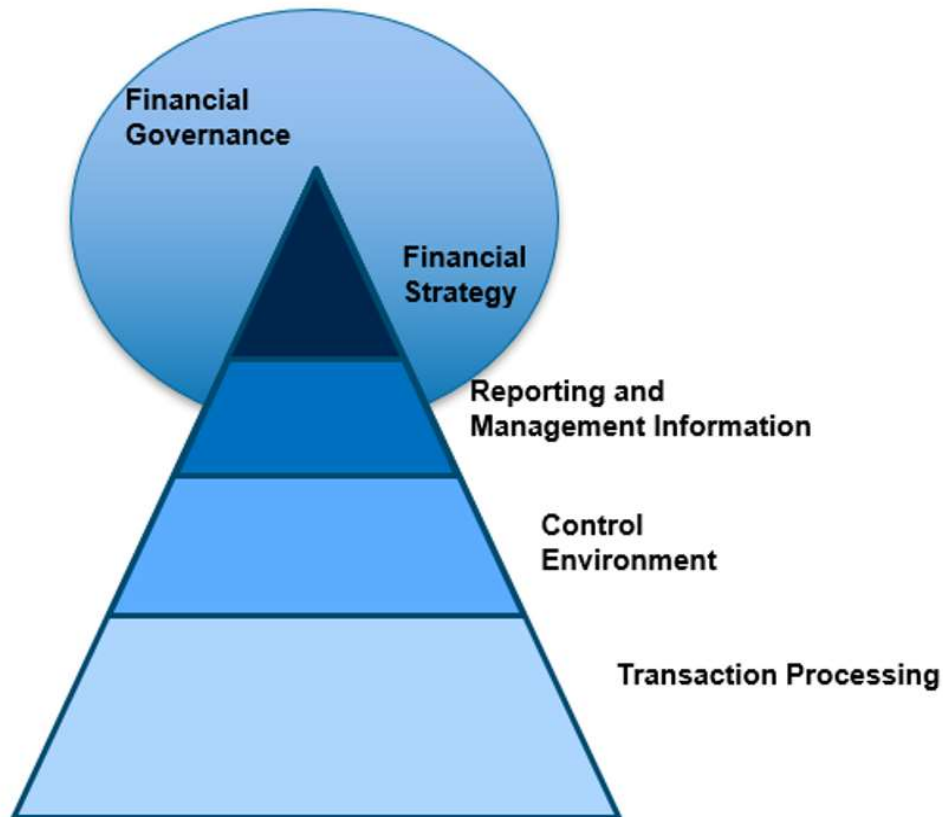 Financial
Governance
Financial
Strategy
Reporting and
Management Information
Control
Environment
Transaction Processing